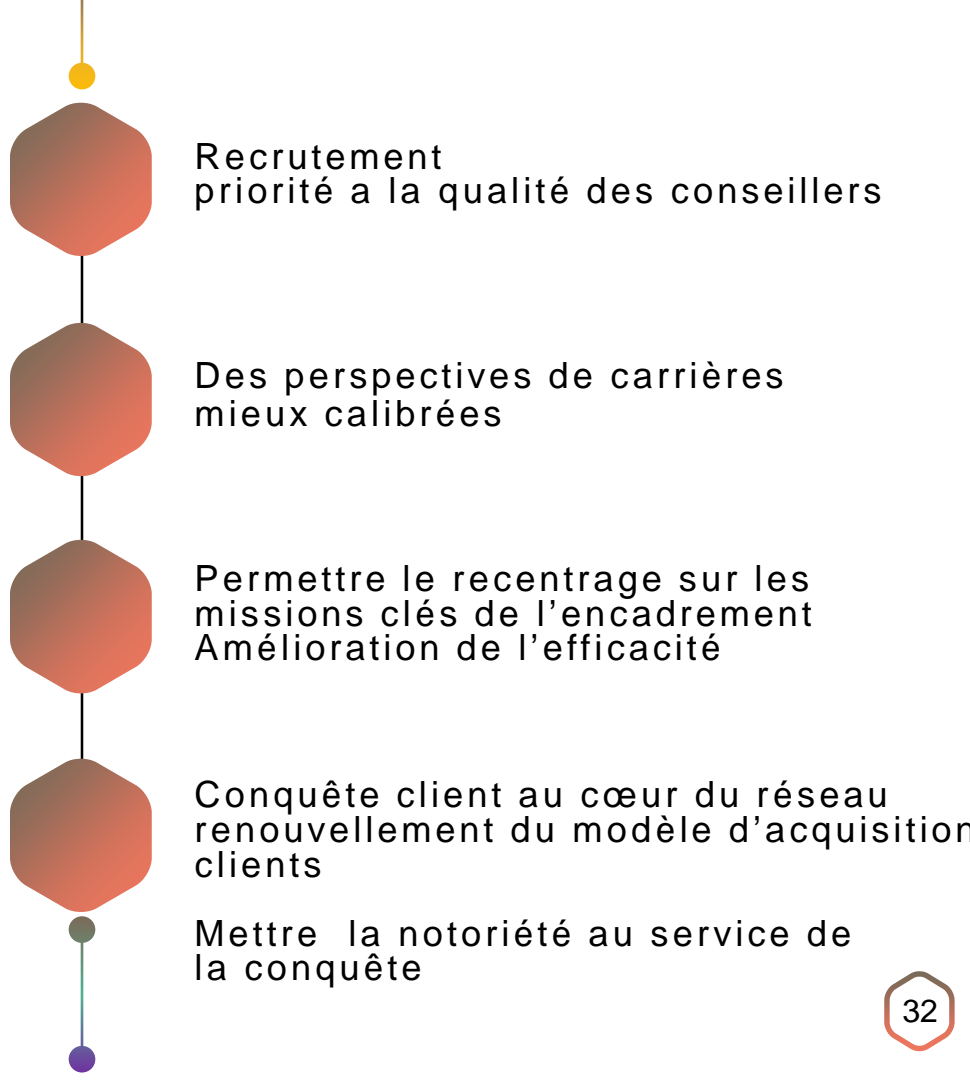 Recrutement
priorité a la qualité des conseillers
Des perspectives de carrières
mieux calibrées
Permettre le recentrage sur les
missions clés de l’encadrement
Amélioration de l’efficacité
Conquête client au cœur du réseau
renouvellement du modèle d’acquisition
clients
Mettre la notoriété au service de
la conquête
32